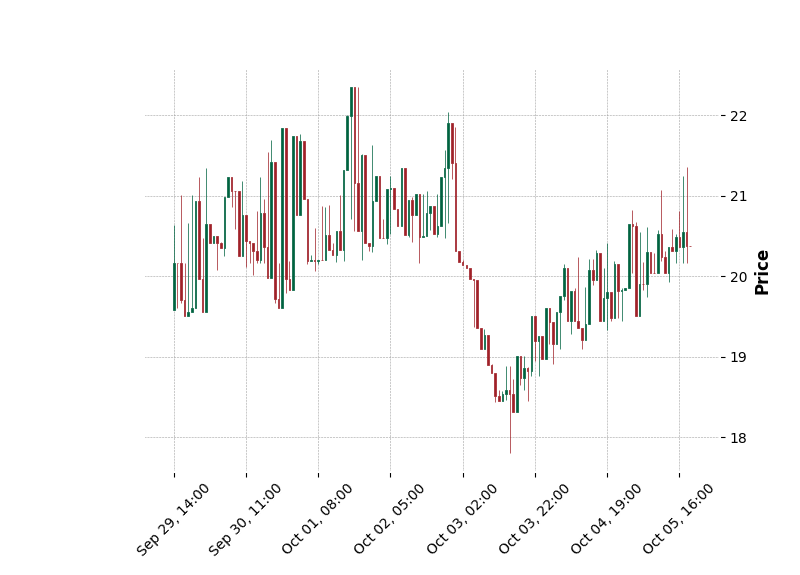 22
21
20
19
18
Price
Sep 29, 14:00
Sep 30, 11:00
Oct 01, 08:00
Oct 02, 05:00
Oct 03, 02:00
Oct 03, 22:00
Oct 04, 19:00
Oct 05, 16:00